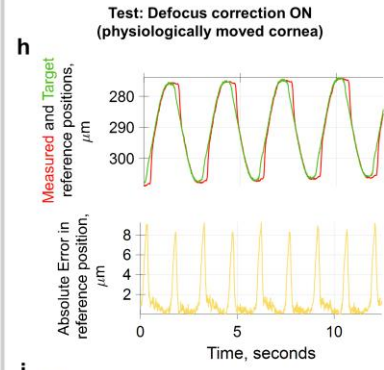 Test: Defocus correction ON
(physiologically moved cornea)
h
Measured and Target
reference positions,
μm
280
290
300
Absolute Error in
reference position,
μm
8
6
4
2
0
5
10
Time, seconds